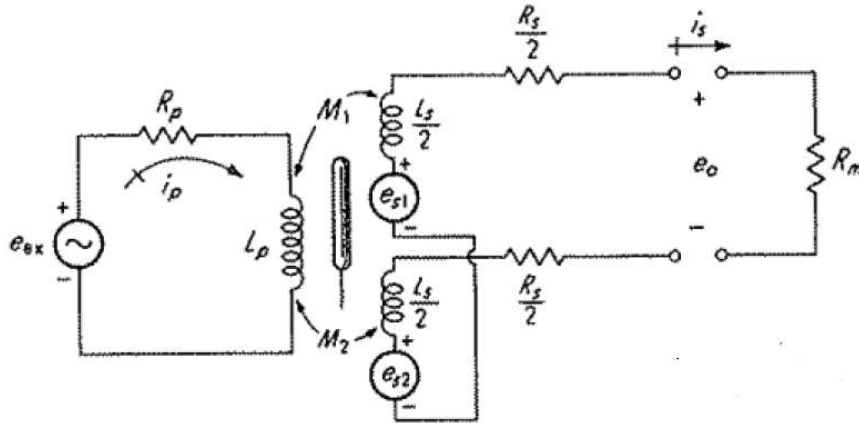 R_s/2
i_s
R_p
M_1
L_s/2
+
R_m
i_p
+
e_s1
e_o
+
e_ex
L_p
−
−
−
R_s/2
L_s/2
M_2
+
e_s2
−